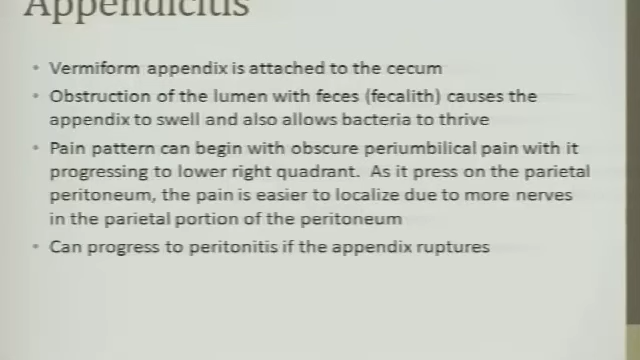 Appendicitis
• Vermiform appendix is attached to the cecum
• Obstruction of the lumen with feces (fecalith) causes the
appendix to swell and also allows bacteria to thrive
• Pain pattern can begin with obscure periumbilical pain with it
progressing to lower right quadrant. As it press on the parietal
peritoneum, the pain is easier to localize due to more nerves
in the parietal portion of the peritoneum
• Can progress to peritonitis if the appendix ruptures